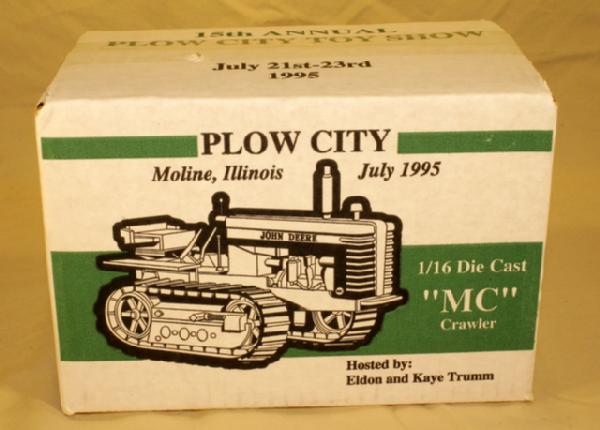 15th ANNUAL
PLOW CITY TOY SHOW
July 21st-23rd
1995
PLOW CITY
Moline, Illinois July 1995
JOHN DEERE
1/16 Die Cast
"MC"
Crawler
Hosted by:
Eldon and Kaye Trumm